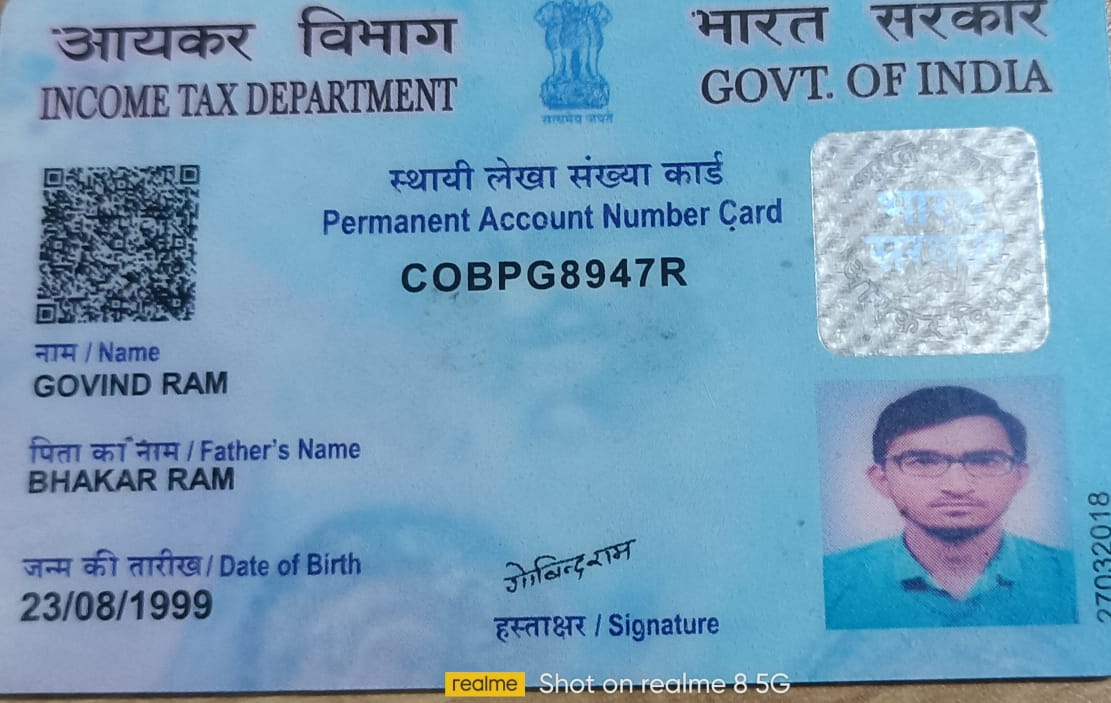 आयकर विभाग
INCOME TAX DEPARTMENT
सत्यमेव जयते
भारत सरकार
GOVT. OF INDIA
स्थायी लेखा संख्या कार्ड
Permanent Account Number Card
COBPG8947R
भारत
नाम / Name
GOVIND RAM
पिता का नाम / Father's Name
BHAKAR RAM
जन्म की तारीख / Date of Birth
23/08/1999
गोविन्द राम
हस्ताक्षर / Signature
27032018
realme Shot on realme 8 5G